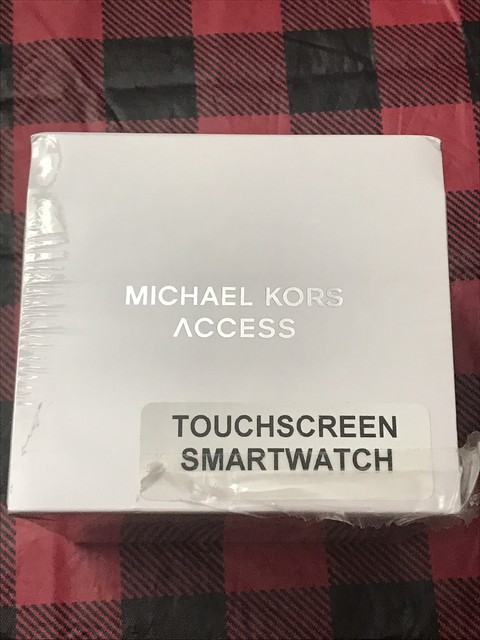 MICHAEL KORS
ACCESS
TOUCHSCREEN
SMARTWATCH